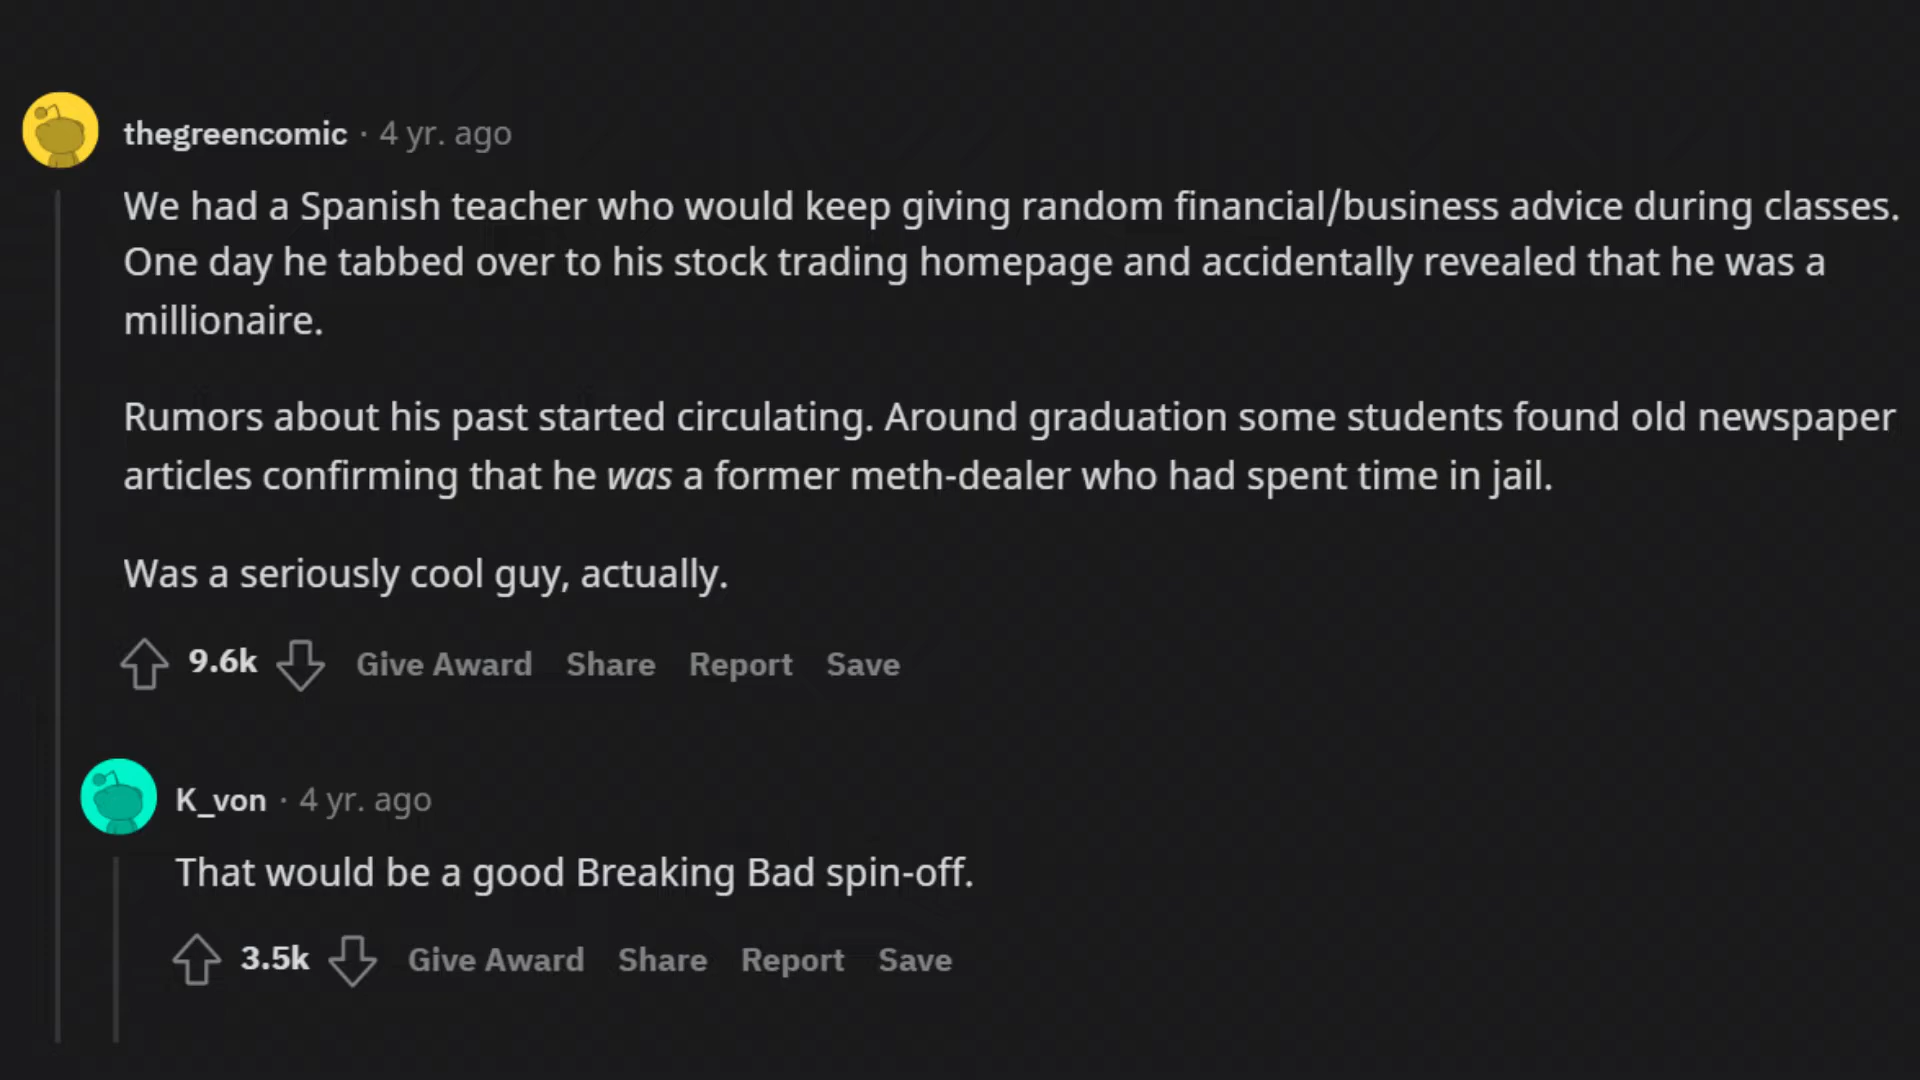 thegreencomic · 4 yr. ago
We had a Spanish teacher who would keep giving random financial/business advice during classes.
One day he tabbed over to his stock trading homepage and accidentally revealed that he was a
millionaire.
Rumors about his past started circulating. Around graduation some students found old newspaper
articles confirming that he was a former meth-dealer who had spent time in jail.
Was a seriously cool guy, actually.
9.6k Give Award Share Report Save
K_von · 4 yr. ago
That would be a good Breaking Bad spin-off.
3.5k Give Award Share Report Save